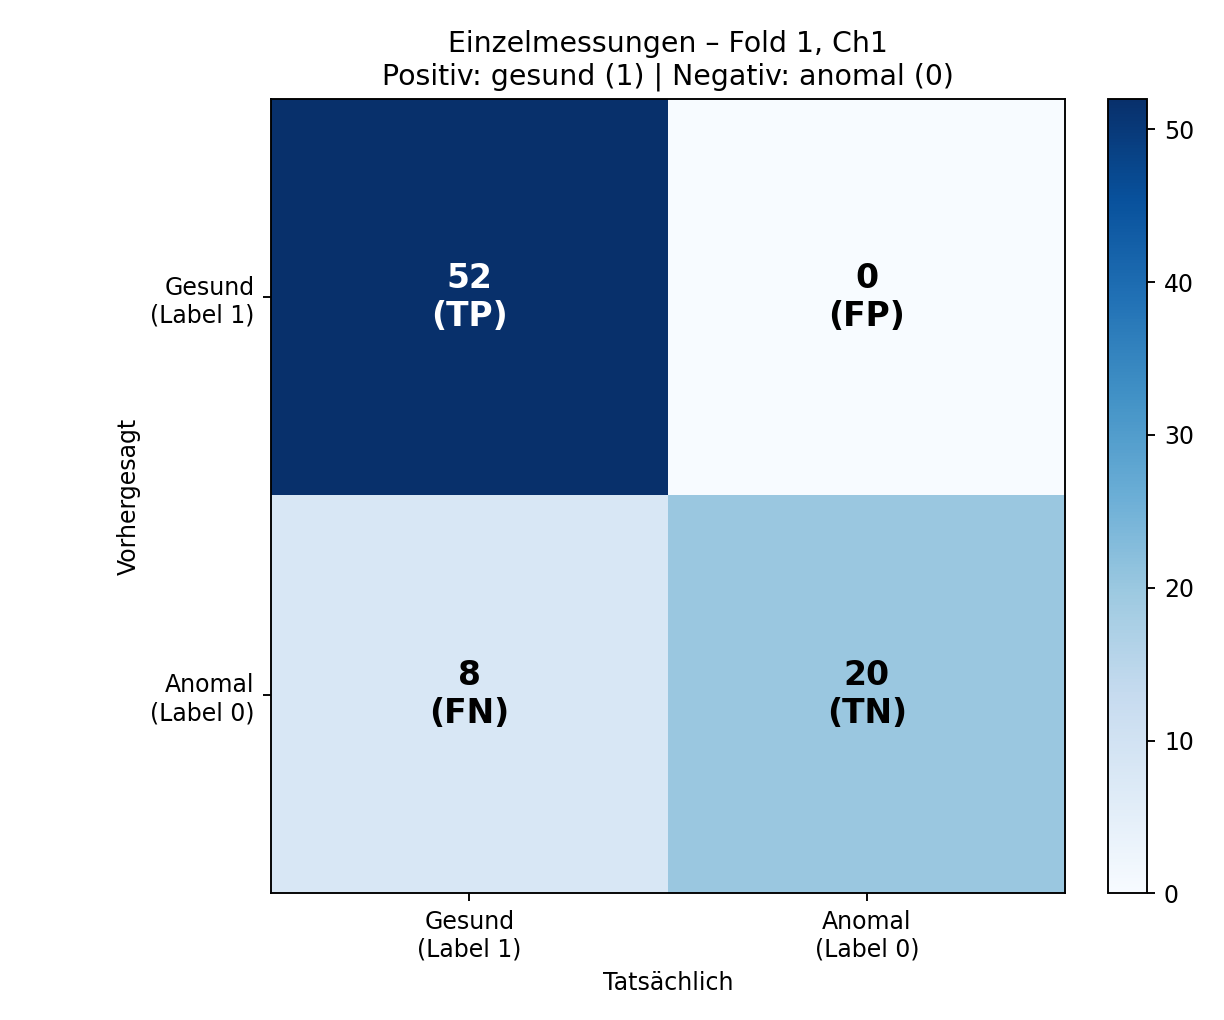 Einzelmessungen – Fold 1, Ch1
Positiv: gesund (1) | Negativ: anomal (0)
Vorhergesagt
Gesund
(Label 1)
52
(TP)
0
(FP)
Anomal
(Label 0)
8
(FN)
20
(TN)
Gesund
(Label 1)
Anomal
(Label 0)
Tatsächlich
50
40
30
20
10
0